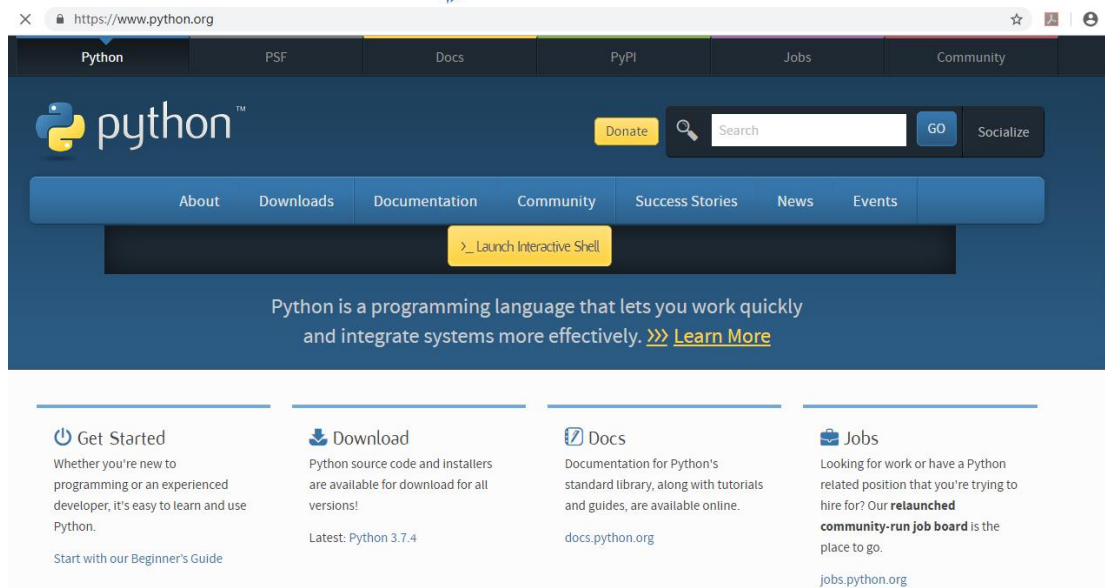 https://www.python.org
Python PSF Docs PyPI Jobs Community
python™
Donate Search GO Socialize
About Downloads Documentation Community Success Stories News Events
>_ Launch Interactive Shell
Python is a programming language that lets you work quickly
and integrate systems more effectively. >>> Learn More
Get Started
Whether you're new to
programming or an experienced
developer, it's easy to learn and use
Python.
Start with our Beginner's Guide
Download
Python source code and installers
are available for download for all
versions!
Latest: Python 3.7.4
Docs
Documentation for Python's
standard library, along with tutorials
and guides, are available online.
docs.python.org
Jobs
Looking for work or have a Python
related position that you're trying to
hire for? Our relaunched
community-run job board is the
place to go.
jobs.python.org